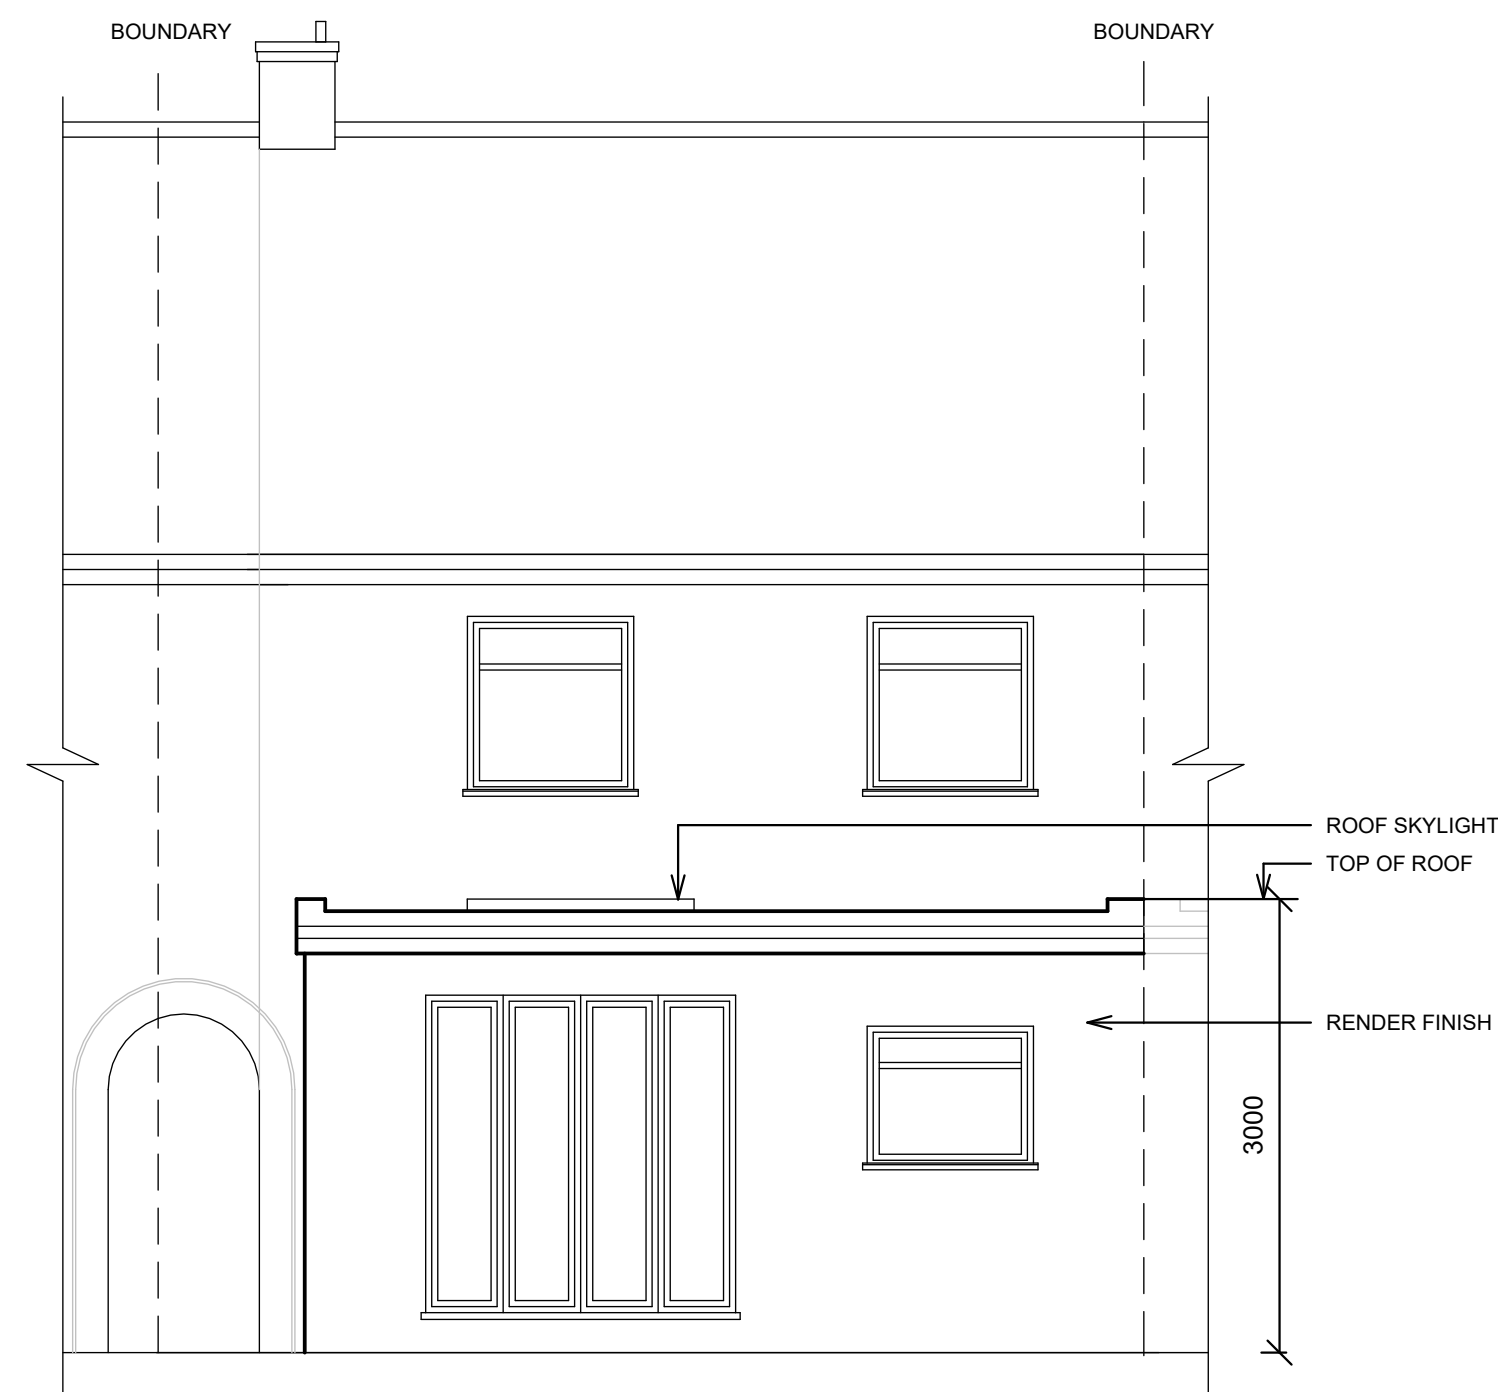 BOUNDARY
BOUNDARY
ROOF SKYLIGHT
TOP OF ROOF
RENDER FINISH
3000